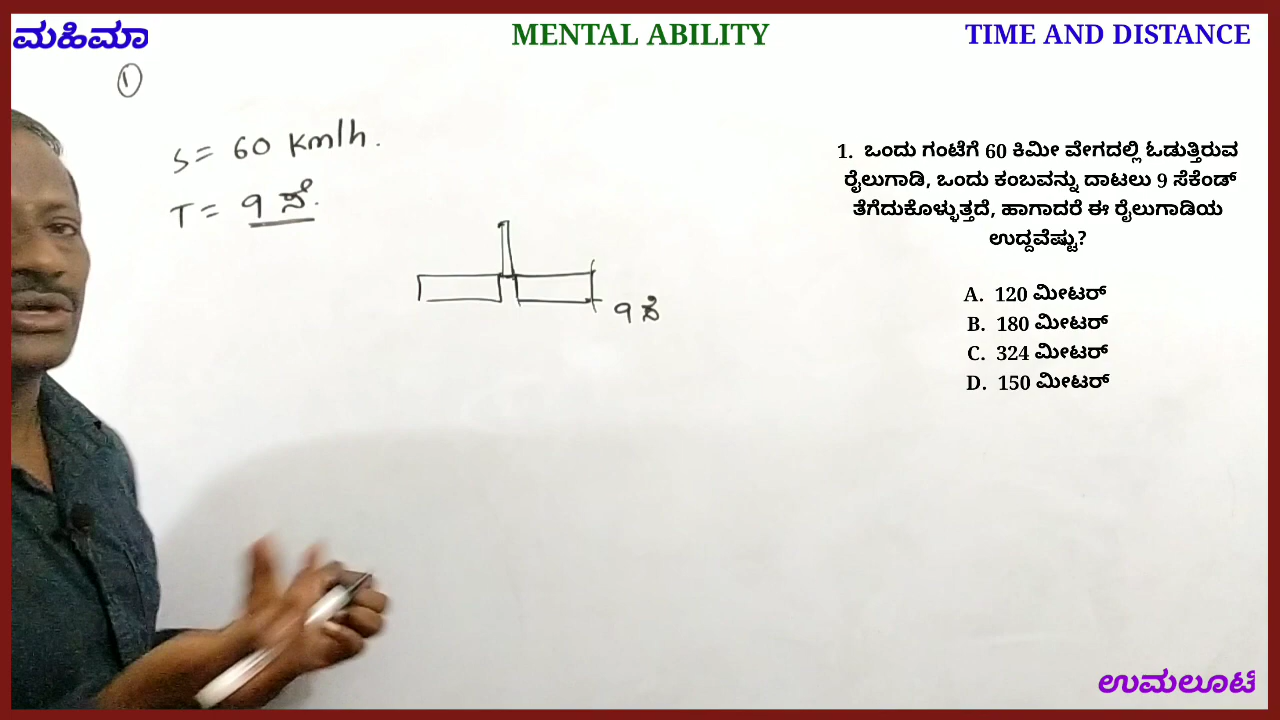 ಮಹಿಮಾ
MENTAL ABILITY
TIME AND DISTANCE
1
S = 60 Km/h.
T = 9 ಸೆ.
9 ಸೆ
1. ಒಂದು ಗಂಟೆಗೆ 60 ಕಿಮೀ ವೇಗದಲ್ಲಿ ಓಡುತ್ತಿರುವ
ರೈಲುಗಾಡಿ, ಒಂದು ಕಂಬವನ್ನು ದಾಟಲು 9 ಸೆಕೆಂಡ್
ತೆಗೆದುಕೊಳ್ಳುತ್ತದೆ, ಹಾಗಾದರೆ ಈ ರೈಲುಗಾಡಿಯ
ಉದ್ದವೆಷ್ಟು?
A. 120 ಮೀಟರ್
B. 180 ಮೀಟರ್
C. 324 ಮೀಟರ್
D. 150 ಮೀಟರ್
ಉಮಲೂಟಿ